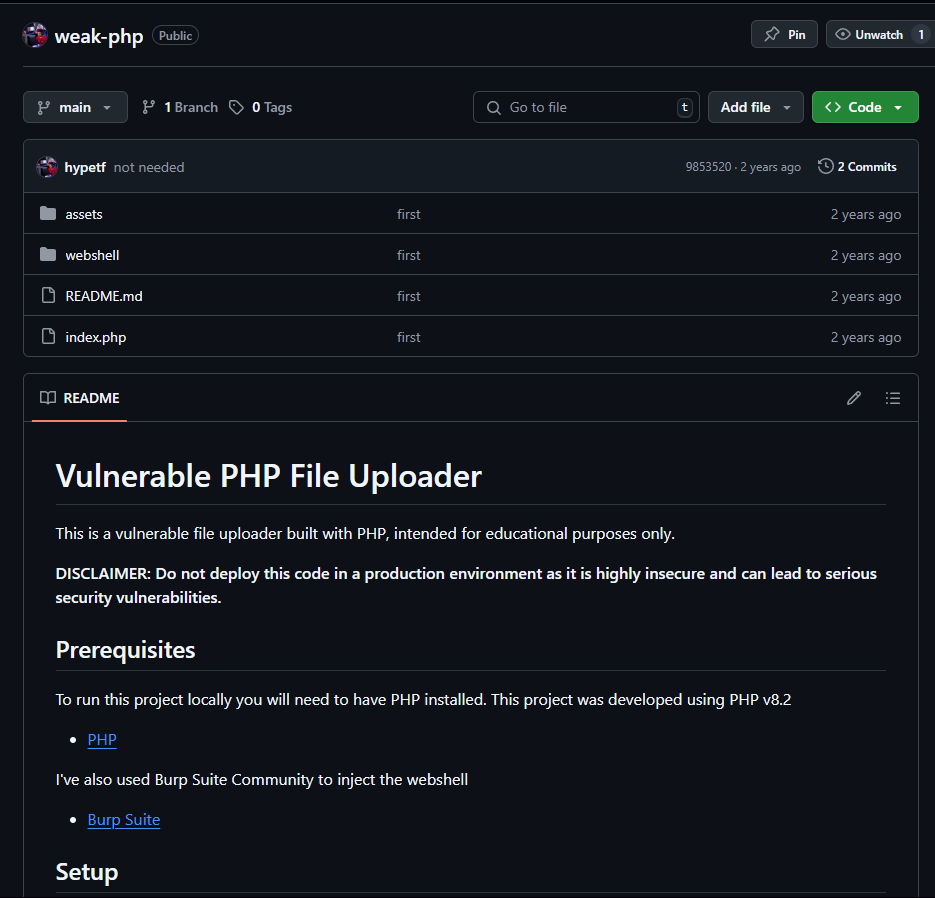 weak-php Public Pin Unwatch 1
main 1 Branch 0 Tags Go to file t Add file Code
hypetf not needed 9853520 · 2 years ago 2 Commits
assets first 2 years ago
webshell first 2 years ago
README.md first 2 years ago
index.php first 2 years ago
README
Vulnerable PHP File Uploader
This is a vulnerable file uploader built with PHP, intended for educational purposes only.
DISCLAIMER: Do not deploy this code in a production environment as it is highly insecure and can lead to serious
security vulnerabilities.
Prerequisites
To run this project locally you will need to have PHP installed. This project was developed using PHP v8.2
• PHP
I've also used Burp Suite Community to inject the webshell
• Burp Suite
Setup